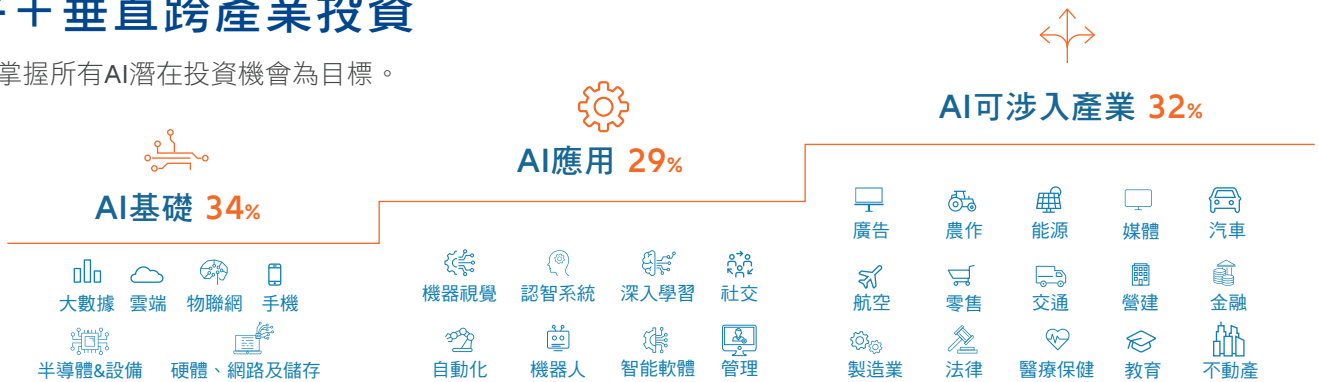 ＋垂直跨產業投資
掌握所有AI潛在投資機會為目標。
AI基礎 34%
大數據 雲端 物聯網 手機
半導體&設備 硬體、網路及儲存
AI應用 29%
機器視覺 認智系統 深入學習 社交
自動化 機器人 智能軟體 管理
AI可涉入產業 32%
廣告 農作 能源 媒體 汽車
航空 零售 交通 營建 金融
製造業 法律 醫療保健 教育 不動產